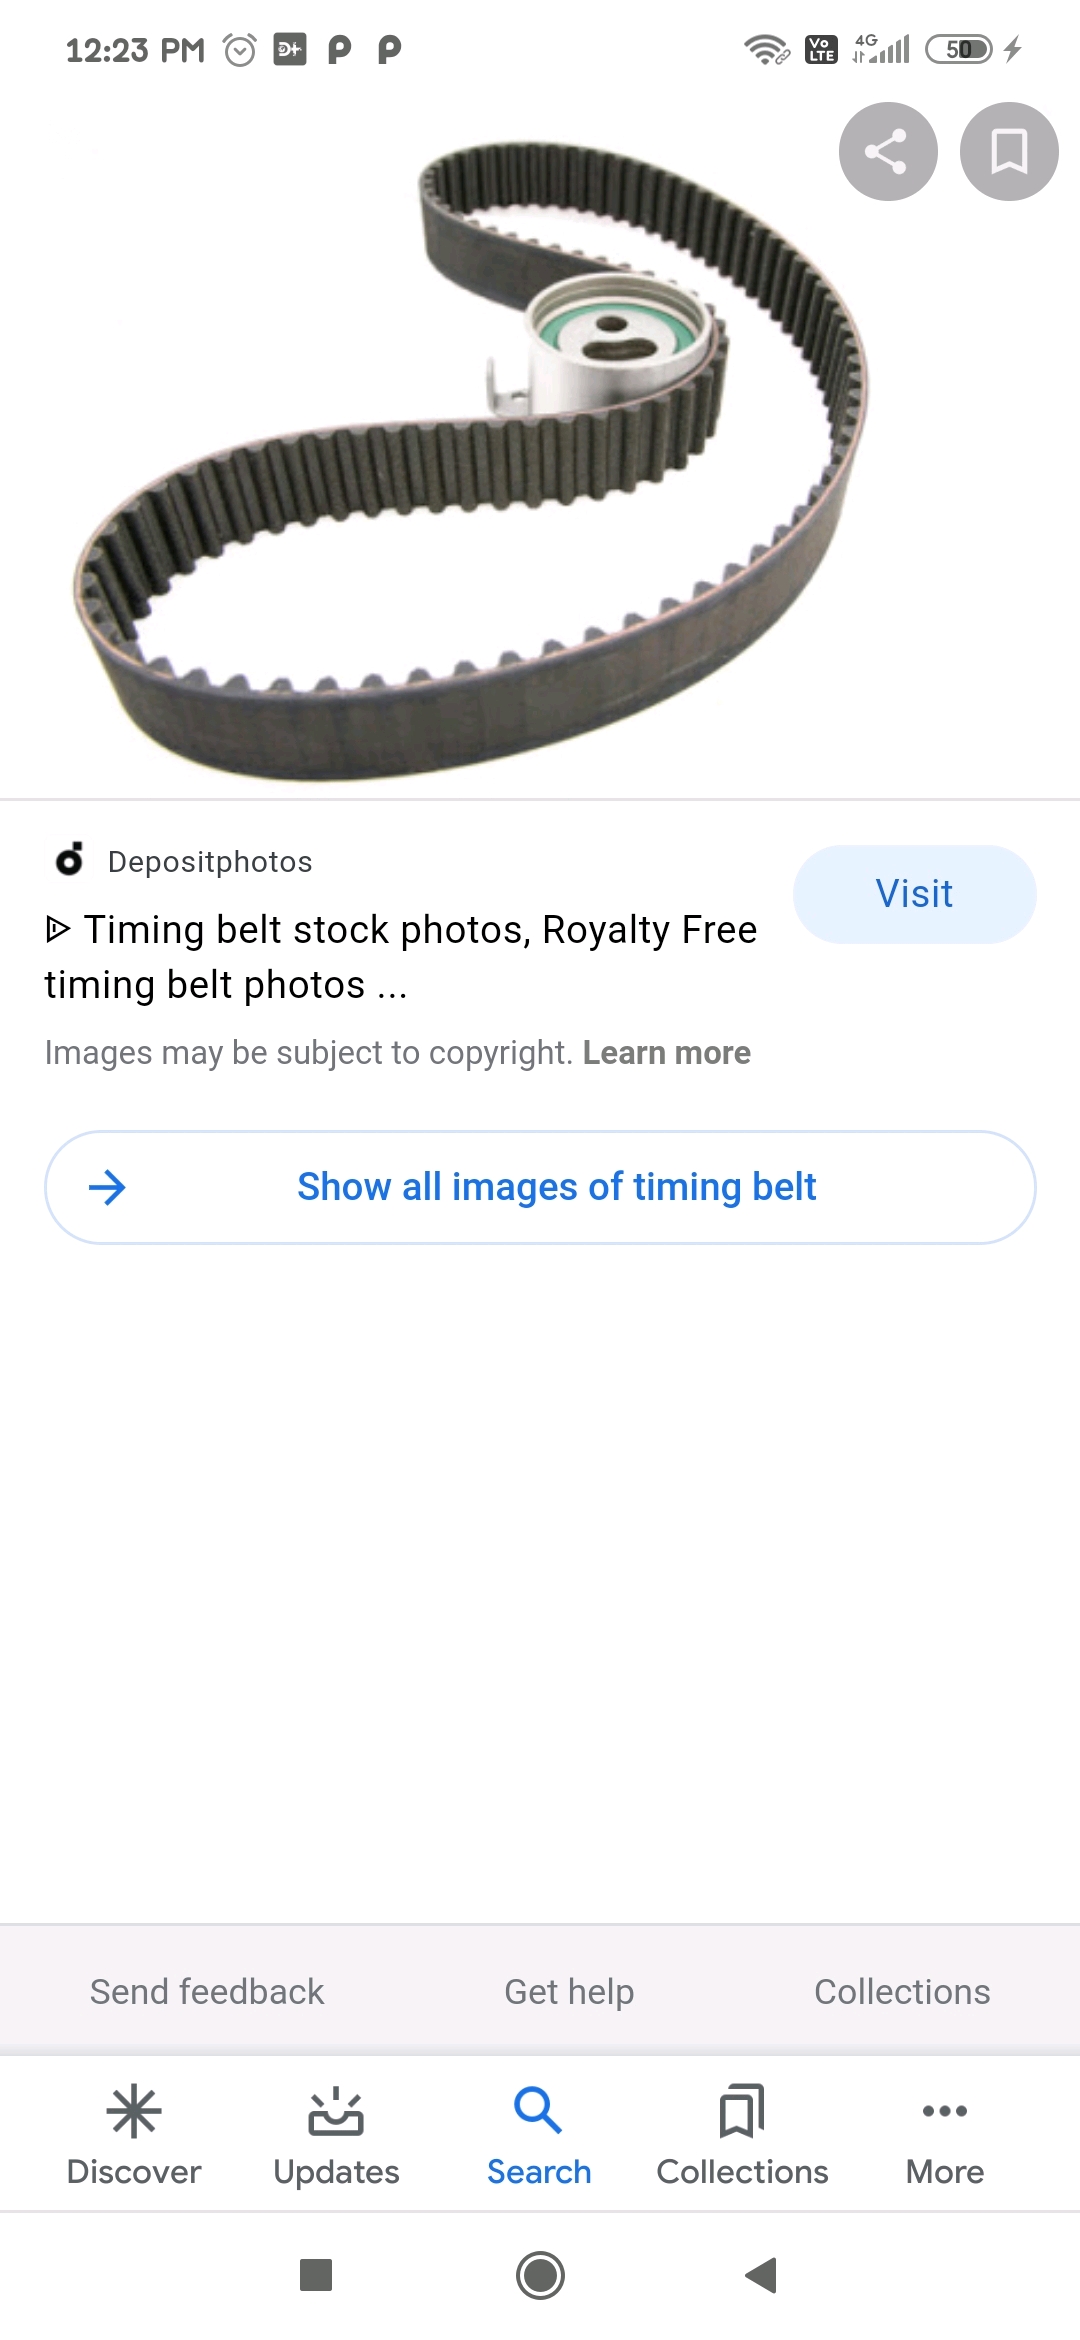 12:23 PM D+ P P Vo LTE 4G 50
Depositphotos
Visit
Timing belt stock photos, Royalty Free
timing belt photos ...
Images may be subject to copyright. Learn more
Show all images of timing belt
Send feedback Get help Collections
Discover Updates Search Collections More